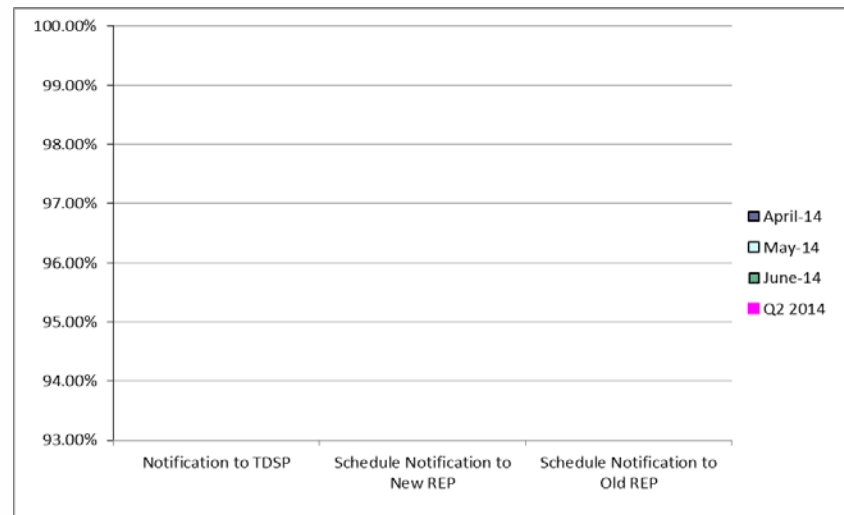 100.00%
99.00%
98.00%
97.00%
96.00%
95.00%
94.00%
93.00%
Notification to TDSP
Schedule Notification to
New REP
Schedule Notification to
Old REP
April-14
May-14
June-14
Q2 2014